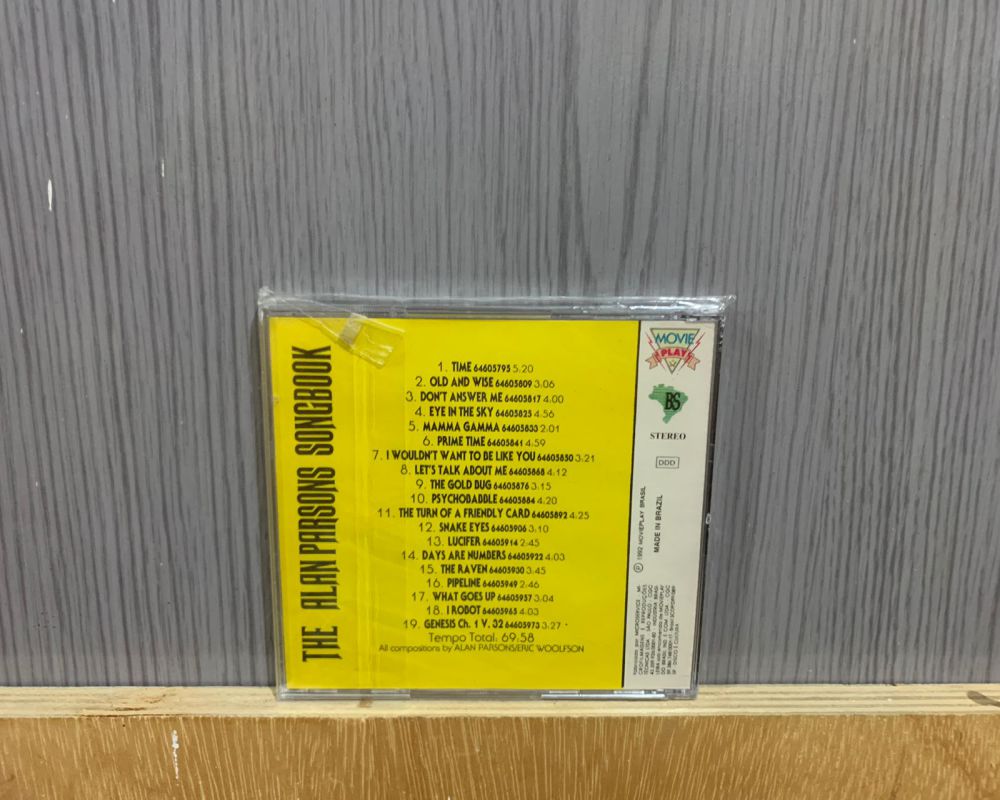 THE ALAN PARSONS SONGBOOK
1. TIME 64605795 5:20
2. OLD AND WISE 64605809 3:06
3. DON'T ANSWER ME 64605817 4:00
4. EYE IN THE SKY 64605825 4:56
5. MAMMA GAMMA 64605833 2:01
6. PRIME TIME 64605841 4:59
7. I WOULDN'T WANT TO BE LIKE YOU 64605850 3:21
8. LET'S TALK ABOUT ME 64605868 4:12
9. THE GOLD BUG 64605876 3:15
10. PSYCHOBABBLE 64605884 4:20
11. THE TURN OF A FRIENDLY CARD 64605892 4:25
12. SNAKE EYES 64605906 3:10
13. LUCIFER 64605914 2:45
14. DAYS ARE NUMBERS 64605922 4:03
15. THE RAVEN 64605930 3:45
16. PIPELINE 64605949 2:46
17. WHAT GOES UP 64605957 3:04
18. I ROBOT 64605965 4:03
19. GENESIS Ch. 1 V. 32 64605973 3:27
Tempo Total: 69.58
All compositions by ALAN PARSONS/ERIC WOOLFSON
MOVIE
PLAY
BS
STEREO
DDD
℗ 1992 MOVIEPLAY BRASIL
MADE IN BRAZIL